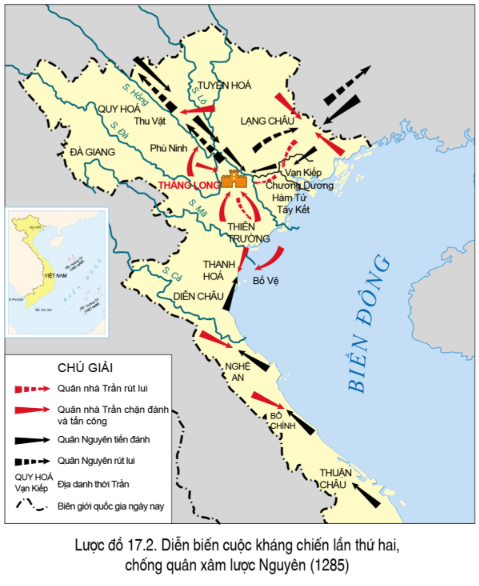 TUYÊN HOÁ
S. Hồng
S. Lô
QUY HOÁ
Thu Vật
LẠNG CHÂU
S. Đà
Phù Ninh
ĐÀ GIANG
Vạn Kiếp
THĂNG LONG
Chương Dương
Hàm Tử
Tây Kết
S. Mã
THIÊN
TRƯỜNG
THANH
HOÁ
Bố Vệ
S. Cả
DIỄN CHÂU
VIỆT NAM
BIỂN ĐÔNG
NGHỆ
AN
BỐ
CHÍNH
THUẬN
CHÂU
CHÚ GIẢI
Quân nhà Trần rút lui
Quân nhà Trần chặn đánh
và tấn công
Quân Nguyên tiến đánh
Quân Nguyên rút lui
QUY HOÁ
Vạn Kiếp
Địa danh thời Trần
Biên giới quốc gia ngày nay
Lược đồ 17.2. Diễn biến cuộc kháng chiến lần thứ hai,
chống quân xâm lược Nguyên (1285)